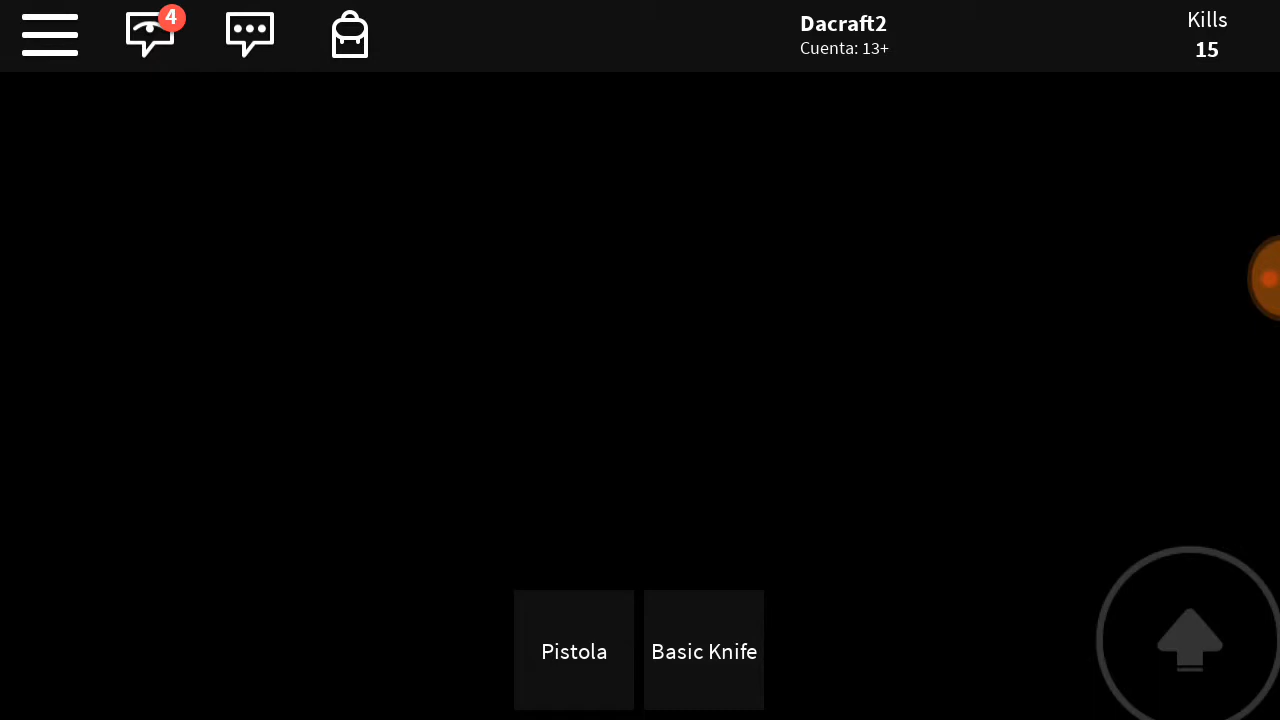 4
Dacraft2
Cuenta: 13+
Kills
15
Pistola
Basic Knife